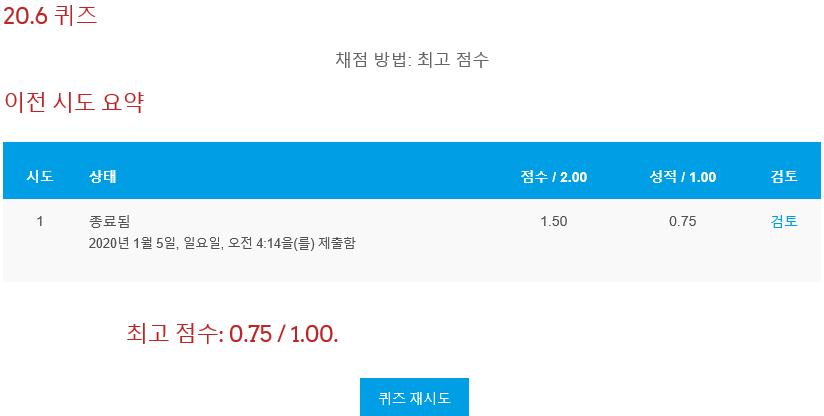 20.6 퀴즈
채점 방법: 최고 점수
이전 시도 요약
시도 상태 점수 / 2.00 성적 / 1.00 검토
1 종료됨 1.50 0.75 검토
2020년 1월 5일, 일요일, 오전 4:14을(를) 제출함
최고 점수: 0.75 / 1.00.
퀴즈 재시도